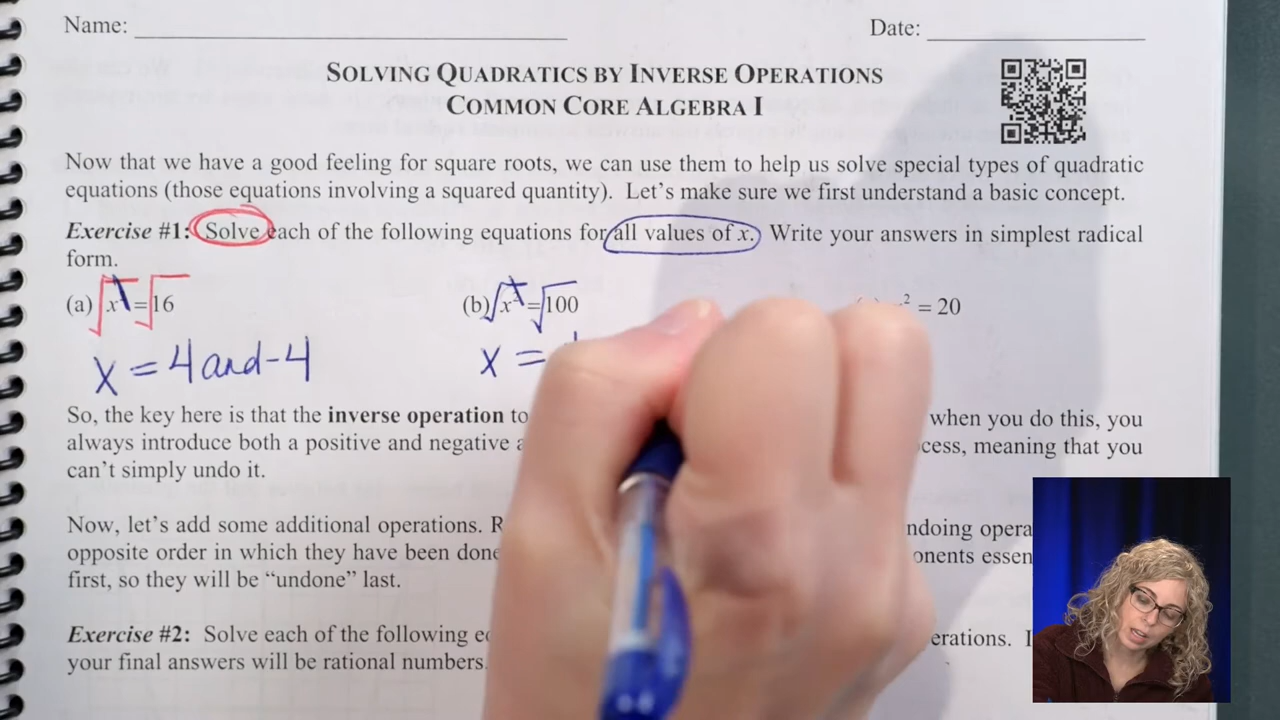 Name: Date:
SOLVING QUADRATICS BY INVERSE OPERATIONS
COMMON CORE ALGEBRA I
Now that we have a good feeling for square roots, we can use them to help us solve special types of quadratic
equations (those equations involving a squared quantity). Let's make sure we first understand a basic concept.
Exercise #1: Solve each of the following equations for all values of x. Write your answers in simplest radical
form.
(a) √x² = √16 (b) √x² = √100 ² = 20
x = 4 and -4 x =
So, the key here is that the inverse operation to when you do this, you
always introduce both a positive and negative meaning that you
can't simply undo it.
Now, let's add some additional operations.
opposite order in which they have been done
first, so they will be “undone” last.
Exercise #2: Solve each of the following
your final answers will be rational numbers.